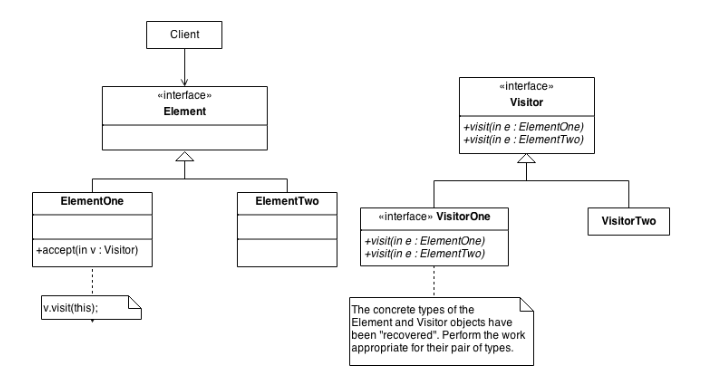 Client
«interface»
Element
ElementOne
+accept(in v : Visitor)
v.visit(this);
ElementTwo
«interface»
Visitor
+visit(in e : ElementOne)
+visit(in e : ElementTwo)
«interface» VisitorOne
+visit(in e : ElementOne)
+visit(in e : ElementTwo)
The concrete types of the
Element and Visitor objects have
been "recovered". Perform the work
appropriate for their pair of types.
VisitorTwo